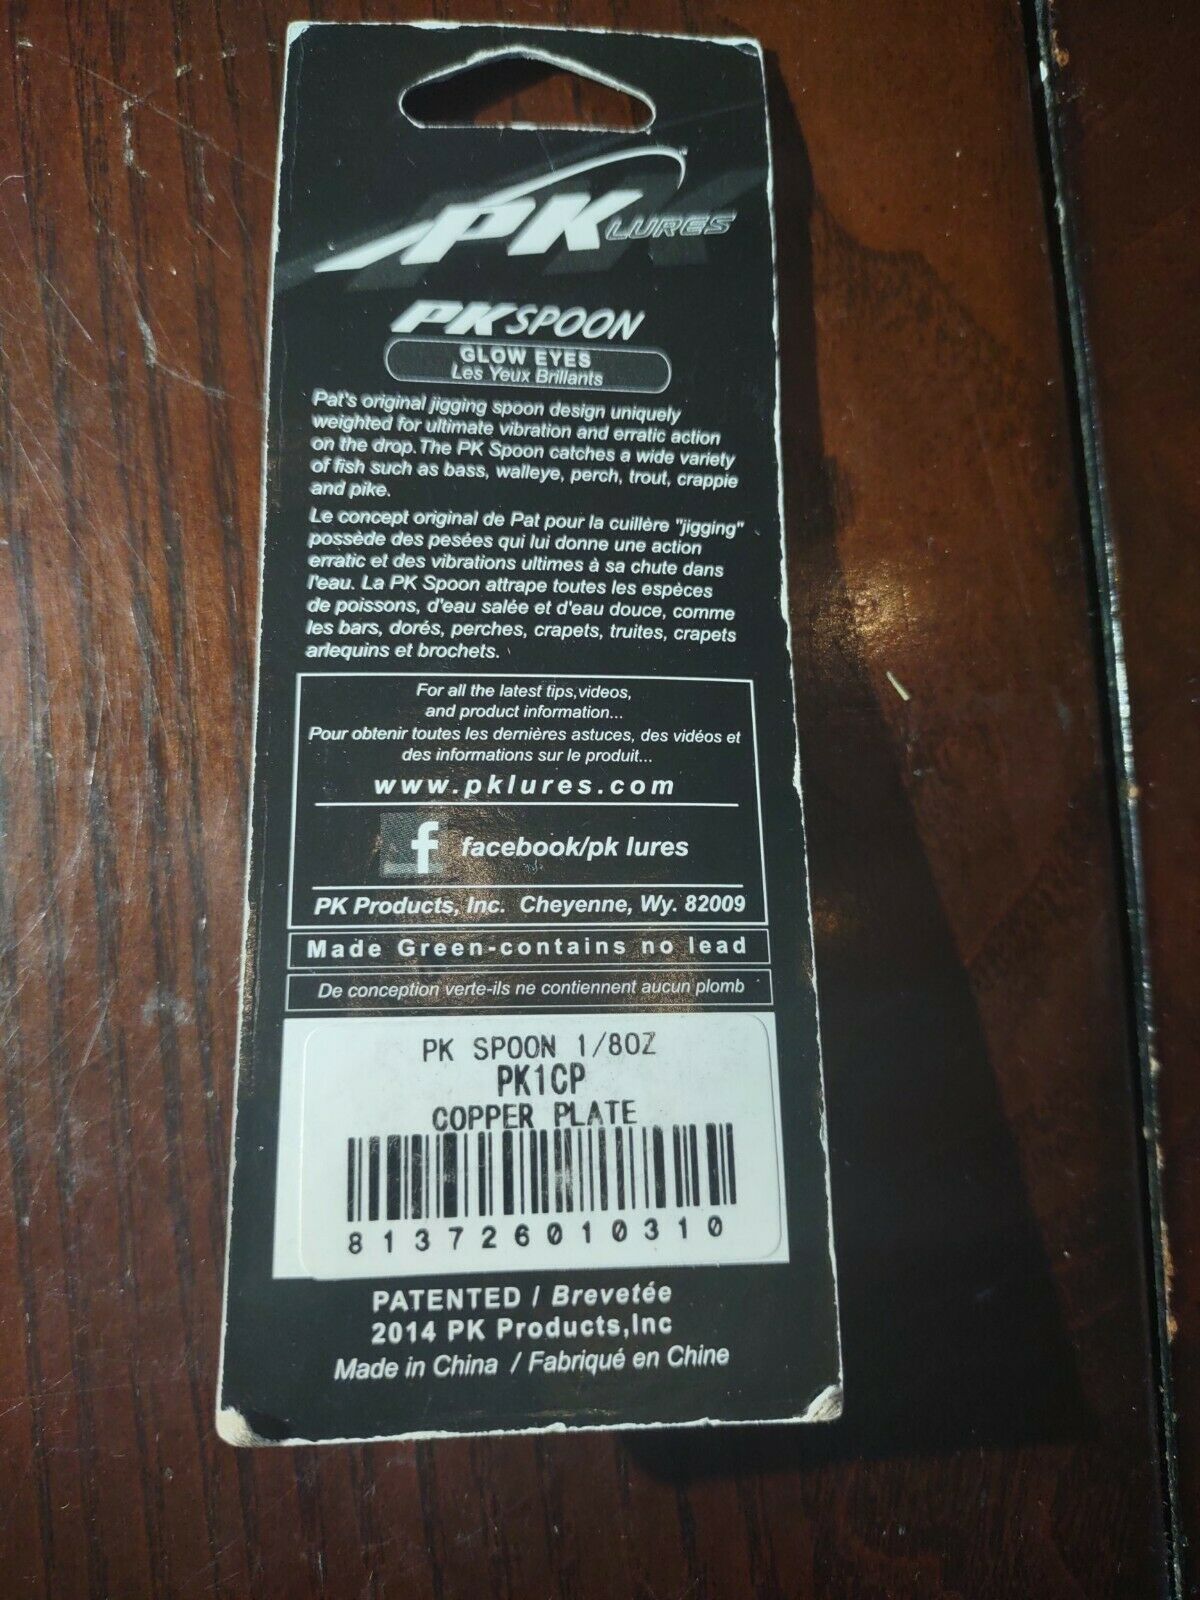 PK LURES
PK SPOON
GLOW EYES
Les Yeux Brillants
Pat's original jigging spoon design uniquely
weighted for ultimate vibration and erratic action
on the drop. The PK Spoon catches a wide variety
of fish such as bass, walleye, perch, trout, crappie
and pike.
Le concept original de Pat pour la cuillère "jigging"
possède des pesées qui lui donne une action
erratic et des vibrations ultimes à sa chute dans
l'eau. La PK Spoon attrape toutes les espèces
de poissons, d'eau salée et d'eau douce, comme
les bars, dorés, perches, crapets, truites, crapets
arlequins et brochets.
For all the latest tips,videos,
and product information...
Pour obtenir toutes les dernières astuces, des vidéos et
des informations sur le produit...
www.pklures.com
f facebook/pk lures
PK Products, Inc. Cheyenne, Wy. 82009
Made Green-contains no lead
De conception verte-ils ne contiennent aucun plomb
PK SPOON 1/8OZ
PK1CP
COPPER PLATE
813726010310
PATENTED / Brevetée
2014 PK Products,Inc
Made in China / Fabriqué en Chine